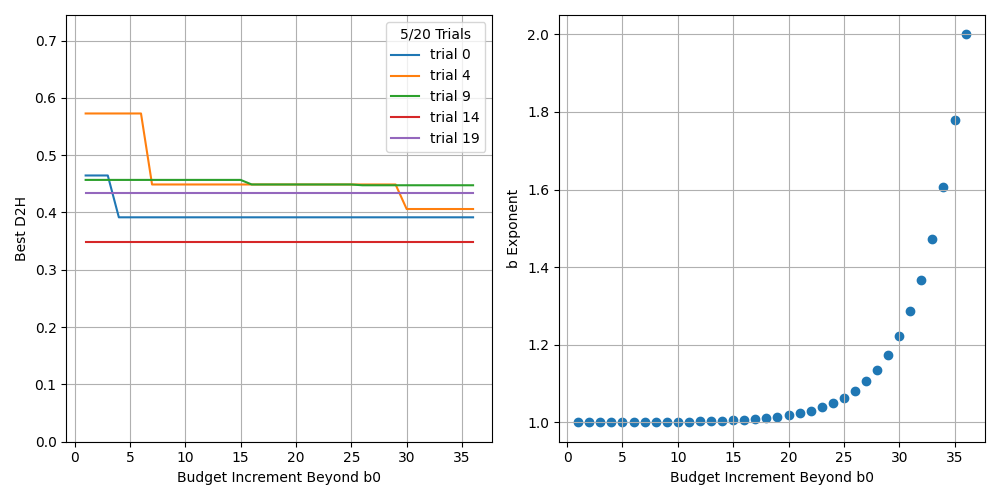 0.7
0.6
0.5
0.4
0.3
0.2
0.1
0.0
Best D2H
0 5 10 15 20 25 30 35
Budget Increment Beyond b0
5/20 Trials
trial 0
trial 4
trial 9
trial 14
trial 19
2.0
1.8
1.6
1.4
1.2
1.0
b Exponent
0 5 10 15 20 25 30 35
Budget Increment Beyond b0